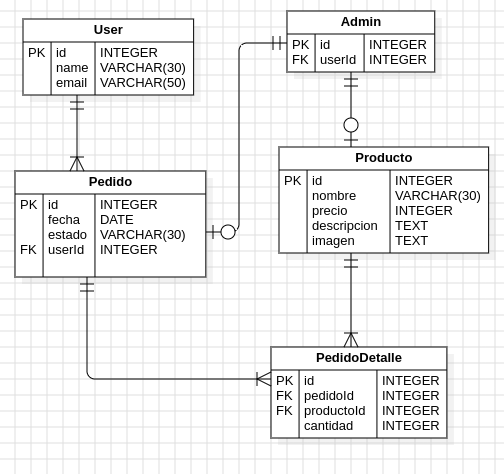 User
PK id INTEGER
name VARCHAR(30)
email VARCHAR(50)
Admin
PK id INTEGER
FK userId INTEGER
Pedido
PK id INTEGER
fecha DATE
estado VARCHAR(30)
FK userId INTEGER
Producto
PK id INTEGER
nombre VARCHAR(30)
precio INTEGER
descripcion TEXT
imagen TEXT
PedidoDetalle
PK id INTEGER
FK pedidoId INTEGER
FK productoId INTEGER
cantidad INTEGER